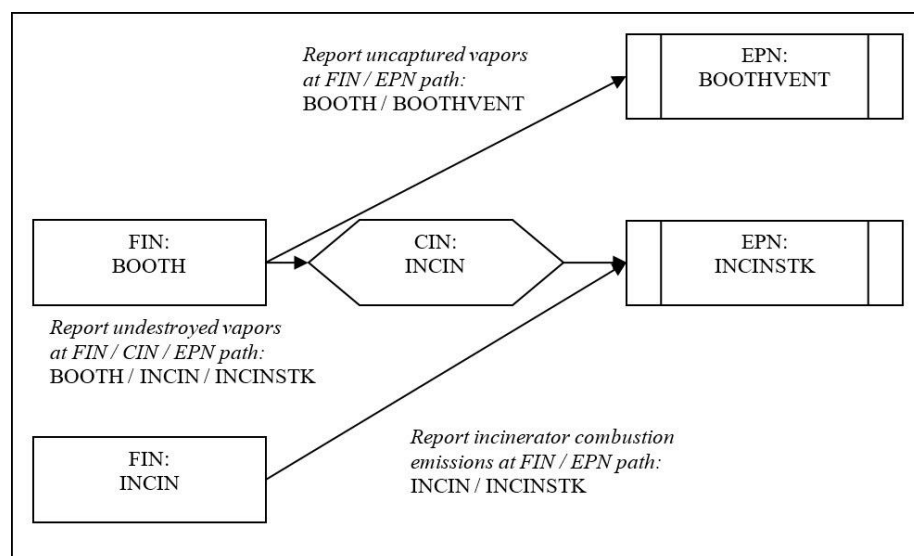 Report uncaptured vapors
at FIN / EPN path:
BOOTH / BOOTHVENT
EPN:
BOOTHVENT
FIN:
BOOTH
CIN:
INCIN
EPN:
INCINSTK
Report undestroyed vapors
at FIN / CIN / EPN path:
BOOTH / INCIN / INCINSTK
FIN:
INCIN
Report incinerator combustion
emissions at FIN / EPN path:
INCIN / INCINSTK